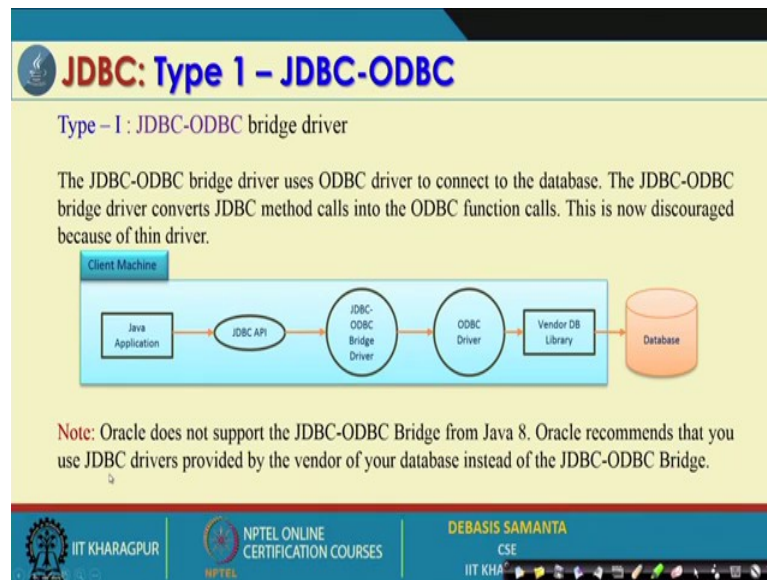 JDBC: Type 1 – JDBC-ODBC
Type – I : JDBC-ODBC bridge driver
The JDBC-ODBC bridge driver uses ODBC driver to connect to the database. The JDBC-ODBC
bridge driver converts JDBC method calls into the ODBC function calls. This is now discouraged
because of thin driver.
Client Machine
Java
Application
JDBC API
JDBC-
ODBC
Bridge
Driver
ODBC
Driver
Vendor DB
Library
Database
Note: Oracle does not support the JDBC-ODBC Bridge from Java 8. Oracle recommends that you
use JDBC drivers provided by the vendor of your database instead of the JDBC-ODBC Bridge.
IIT KHARAGPUR
NPTEL
NPTEL ONLINE
CERTIFICATION COURSES
DEBASIS SAMANTA
CSE
IIT KHA